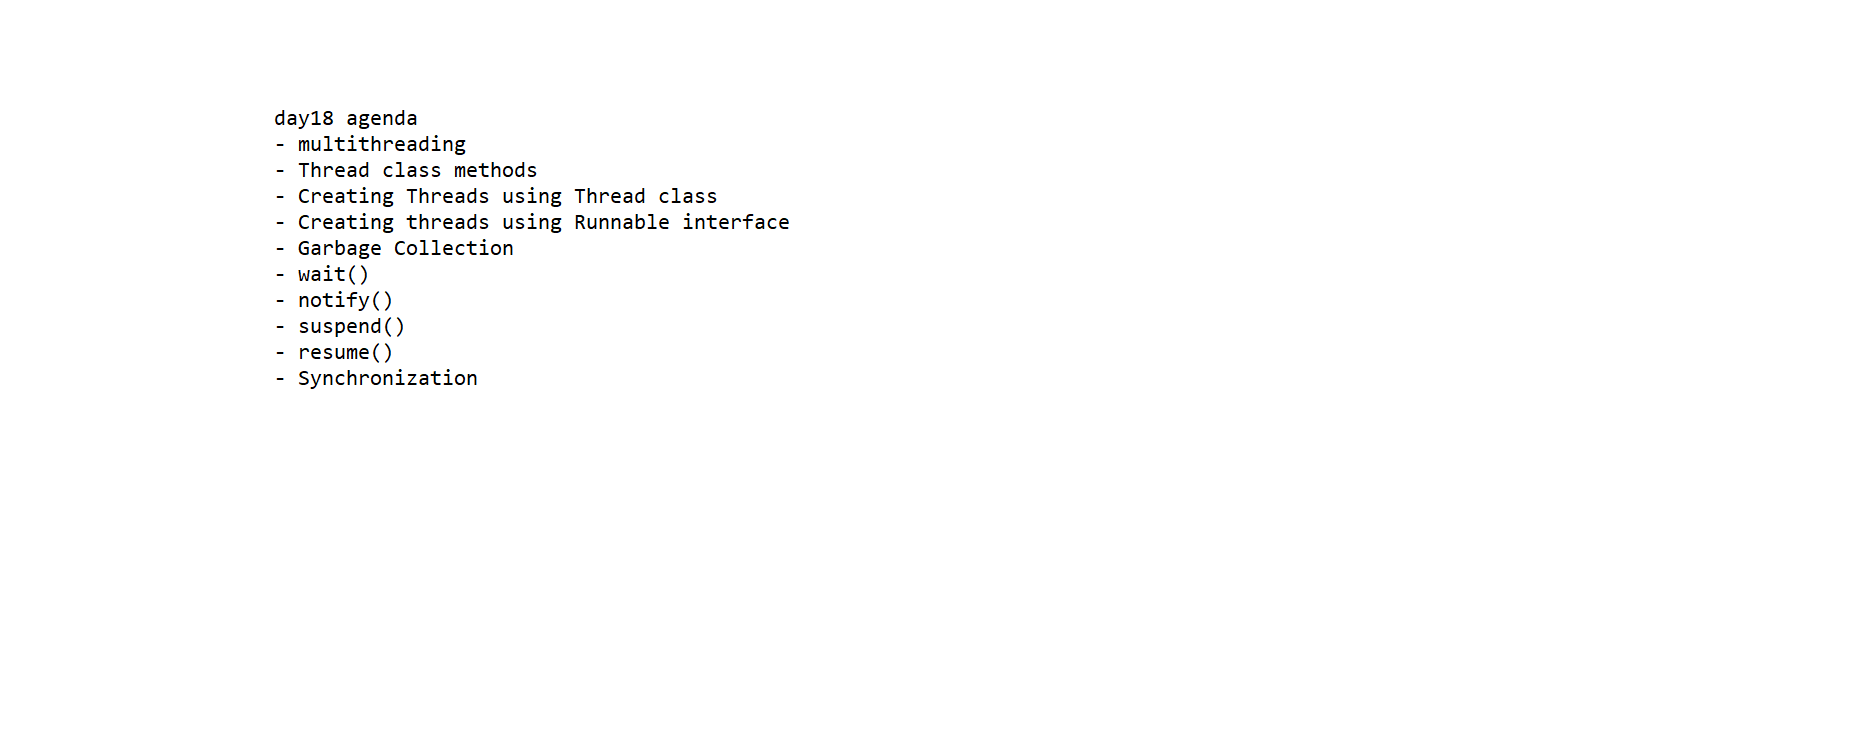 day18 agenda
- multithreading
- Thread class methods
- Creating Threads using Thread class
- Creating threads using Runnable interface
- Garbage Collection
- wait()
- notify()
- suspend()
- resume()
- Synchronization